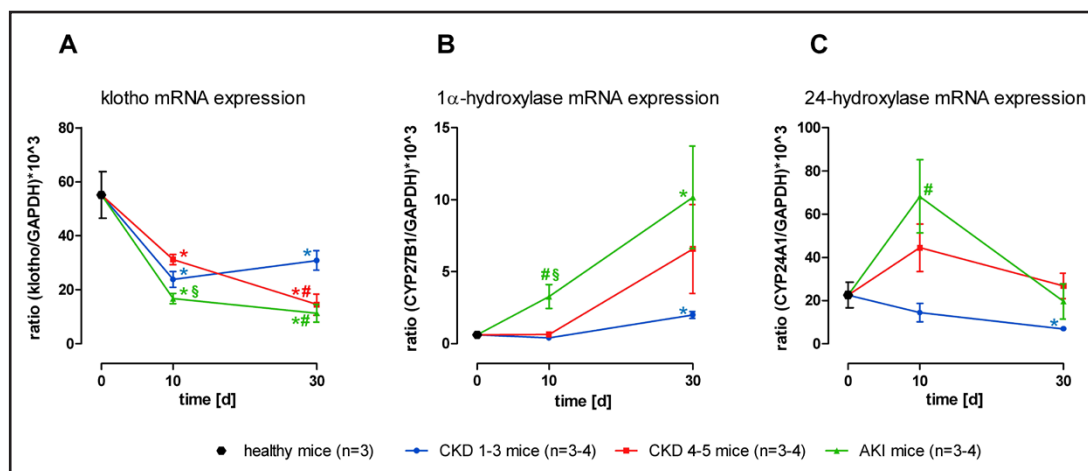 A
klotho mRNA expression
ratio (klotho/GAPDH)*10^3
80
60
40
20
0
*
*
* §
*
*#
*#
0 10 30
time [d]
B
1α-hydroxylase mRNA expression
ratio (CYP27B1/GAPDH)*10^3
15
10
5
0
#§
*
*
0 10 30
time [d]
C
24-hydroxylase mRNA expression
ratio (CYP24A1/GAPDH)*10^3
100
80
60
40
20
0
#
*
0 10 30
time [d]
healthy mice (n=3) CKD 1-3 mice (n=3-4) CKD 4-5 mice (n=3-4) AKI mice (n=3-4)